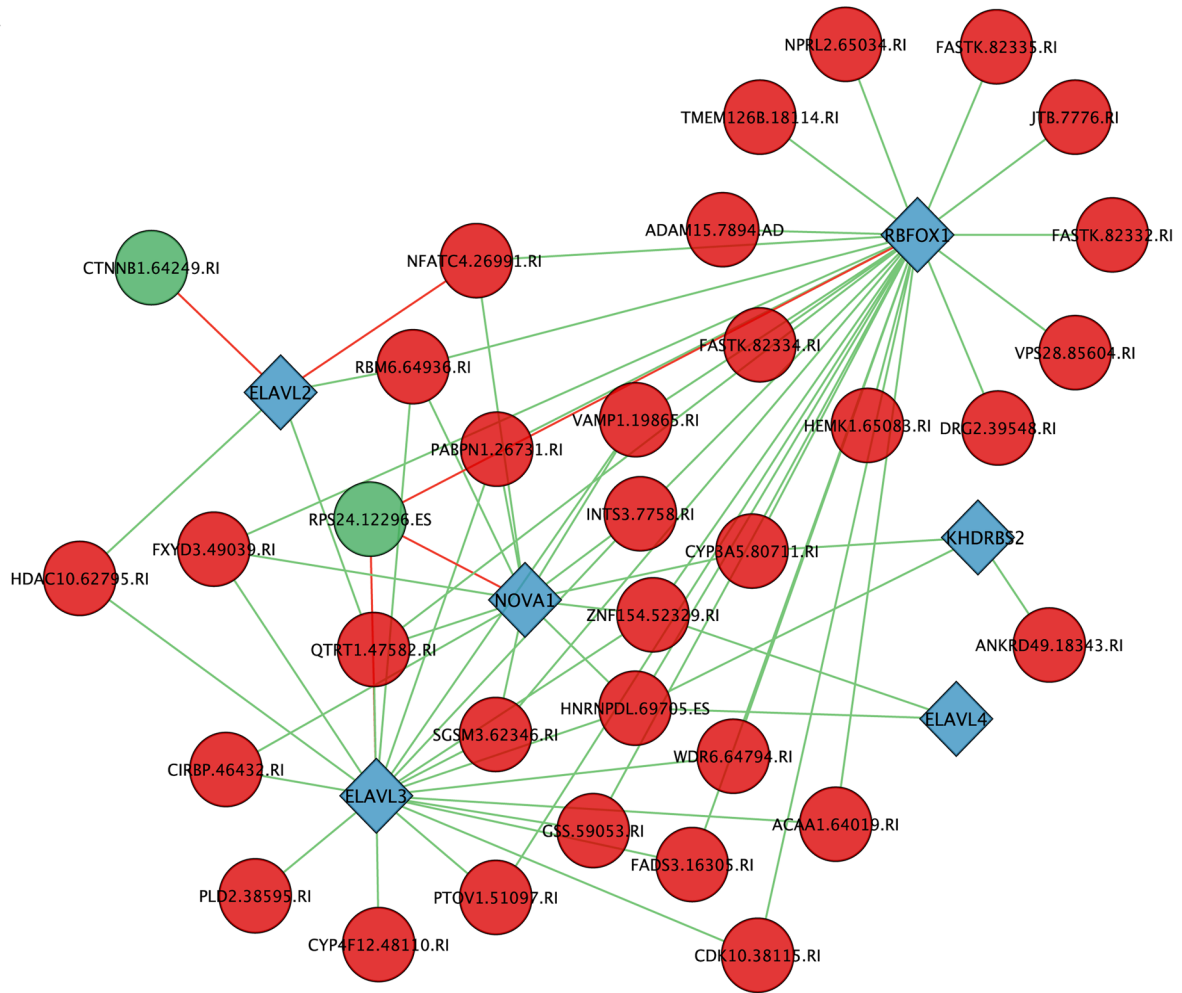 NPRL2.65034.RI
FASTK.82335.RI
TMEM126B.18114.RI
JTB.7776.RI
ADAM15.7894.AD
RBFOX1
FASTK.82332.RI
CTNNB1.64249.RI
NFATC4.26991.RI
FASTK.82334.RI
VPS28.85604.RI
RBM6.64936.RI
ELAVL2
VAMP1.19865.RI
HEMK1.65083.RI
DRG2.39548.RI
PABPN1.26731.RI
RPS24.12296.ES
INTS3.7758.RI
KHDRBS2
FXYD3.49039.RI
CYP3A5.80711.RI
HDAC10.62795.RI
NOVA1
ZNF154.52329.RI
QTRT1.47582.RI
ANKRD49.18343.RI
HNRNPDL.69705.ES
ELAVL4
SGSM3.62346.RI
WDR6.64794.RI
CIRBP.46432.RI
ELAVL3
GSS.59053.RI
ACAA1.64019.RI
FADS3.16305.RI
PLD2.38595.RI
PTOV1.51097.RI
CYP4F12.48110.RI
CDK10.38115.RI